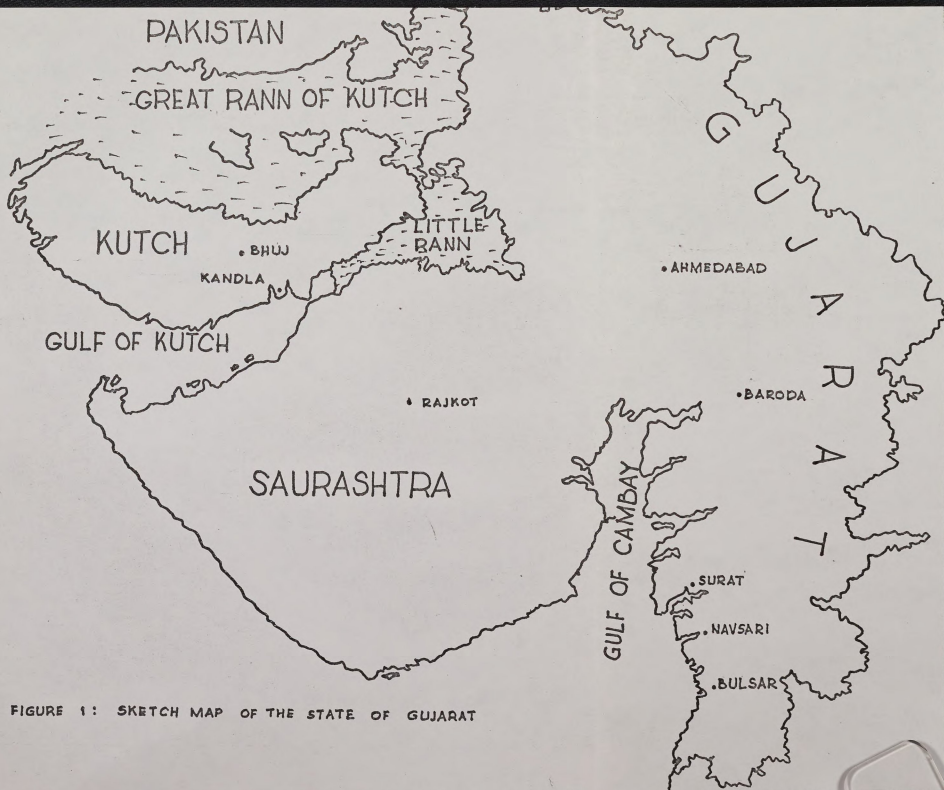 PAKISTAN
GREAT RANN OF KUTCH
GUJARAT
LITTLE
RANN
KUTCH
BHUJ
KANDLA
AHMEDABAD
GULF OF KUTCH
BARODA
RAJKOT
SAURASHTRA
GULF OF CAMBAY
SURAT
NAVSARI
BULSAR
FIGURE 1: SKETCH MAP OF THE STATE OF GUJARAT